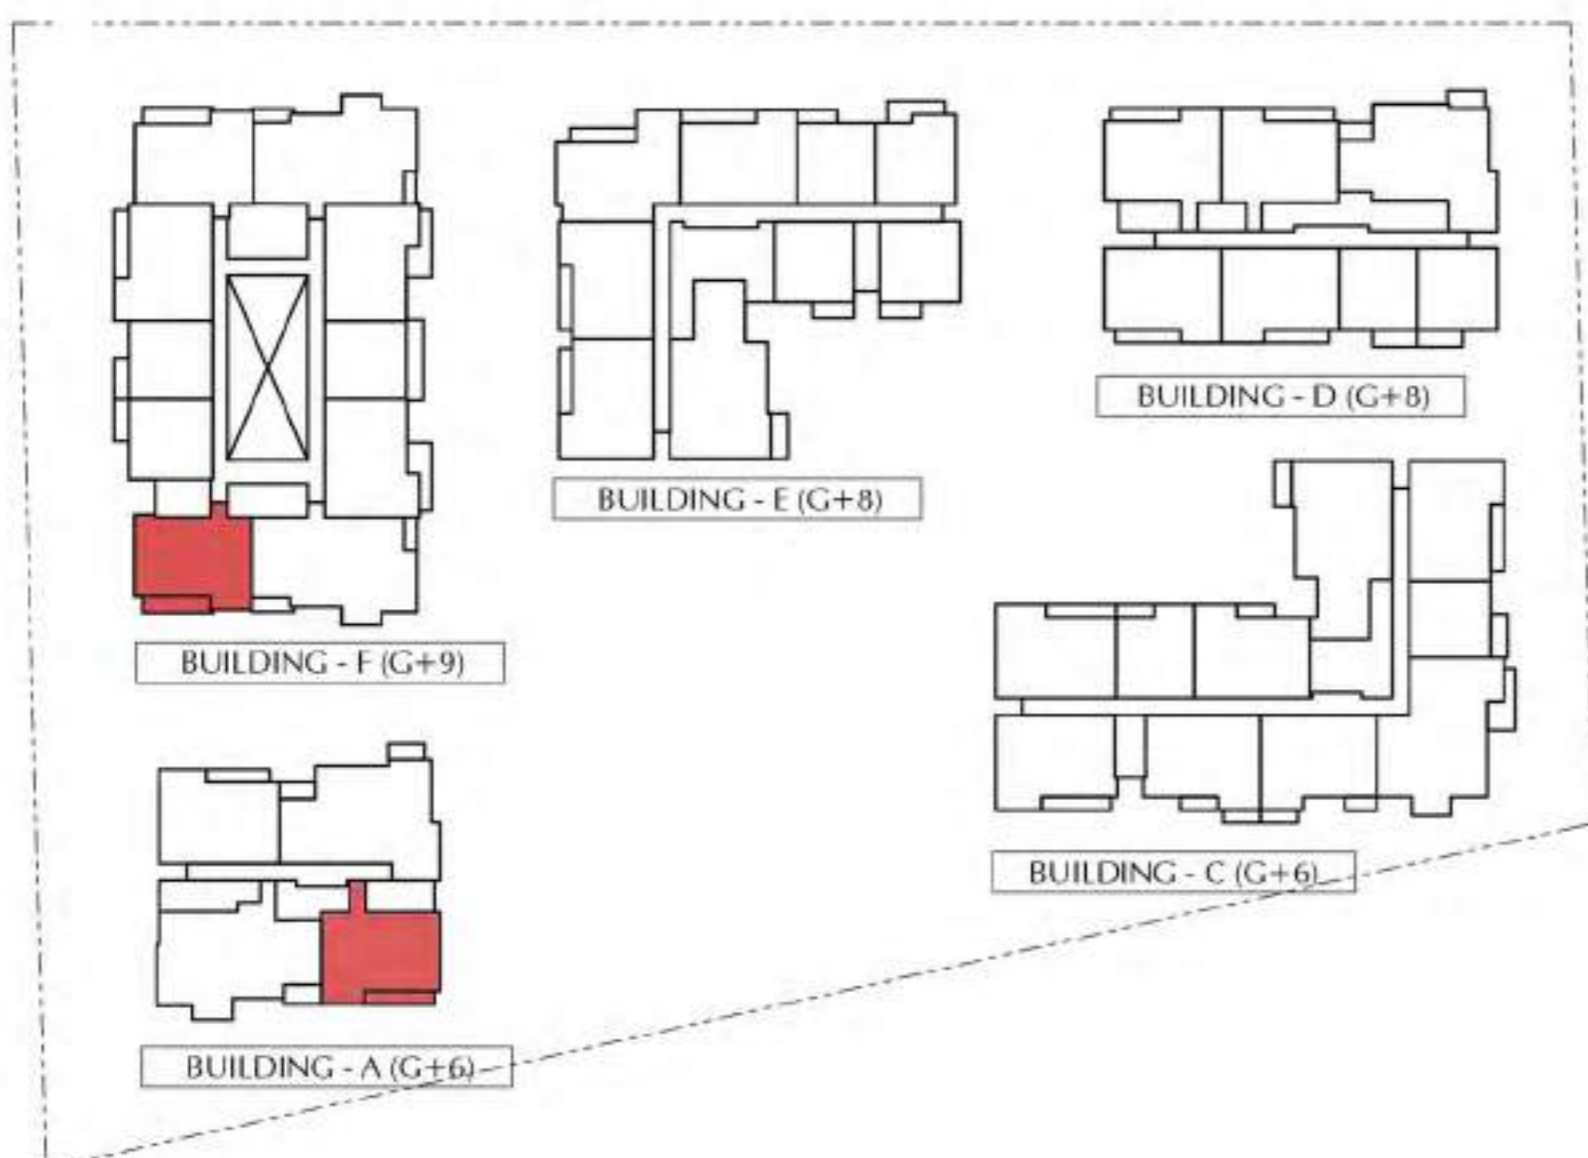 BUILDING - D (G+8)
BUILDING - E (G+8)
BUILDING - F (G+9)
BUILDING - C (G+6)
BUILDING - A (G+6)